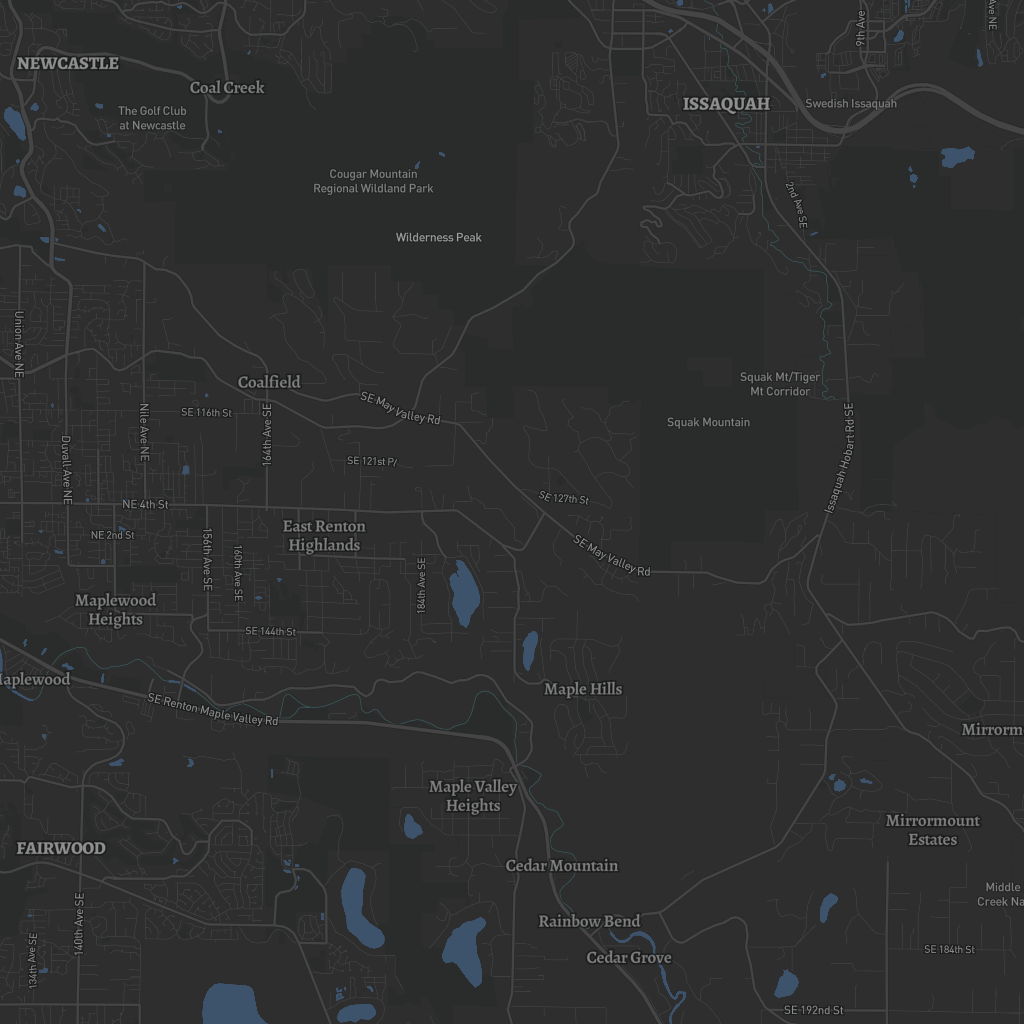 9th Ave
Ave NE
NEWCASTLE
Coal Creek
ISSAQUAH
Swedish Issaquah
The Golf Club
at Newcastle
Cougar Mountain
Regional Wildland Park
2nd Ave SE
Wilderness Peak
Union Ave NE
Coalfield
Squak Mt/Tiger
Mt Corridor
SE May Valley Rd
SE 116th St
Nile Ave NE
164th Ave SE
Squak Mountain
Issaquah Hobart Rd SE
Duvall Ave NE
SE 121st Pl
SE 127th St
NE 4th St
East Renton
Highlands
NE 2nd St
156th Ave SE
160th Ave SE
SE May Valley Rd
184th Ave SE
Maplewood
Heights
SE 144th St
Maplewood
Maple Hills
SE Renton Maple Valley Rd
Mirrormo
Maple Valley
Heights
Mirrormount
Estates
FAIRWOOD
Cedar Mountain
Middle
Creek Na
140th Ave SE
Rainbow Bend
134th Ave SE
Cedar Grove
SE 184th St
SE 192nd St